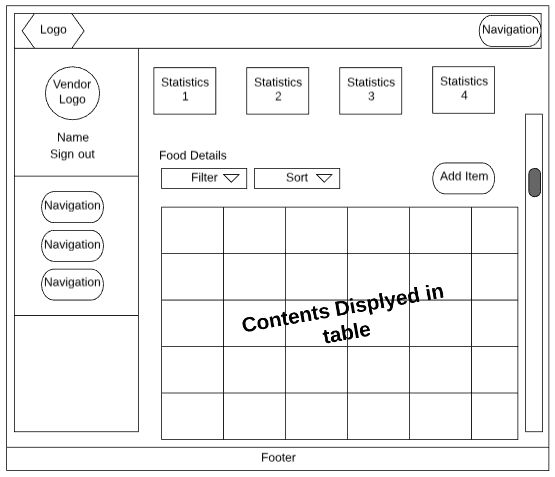 Logo
Navigation
Vendor
Logo
Name
Sign out
Navigation
Navigation
Navigation
Statistics
1
Statistics
2
Statistics
3
Statistics
4
Food Details
Filter
Sort
Add Item
Contents Displyed in
table
Footer